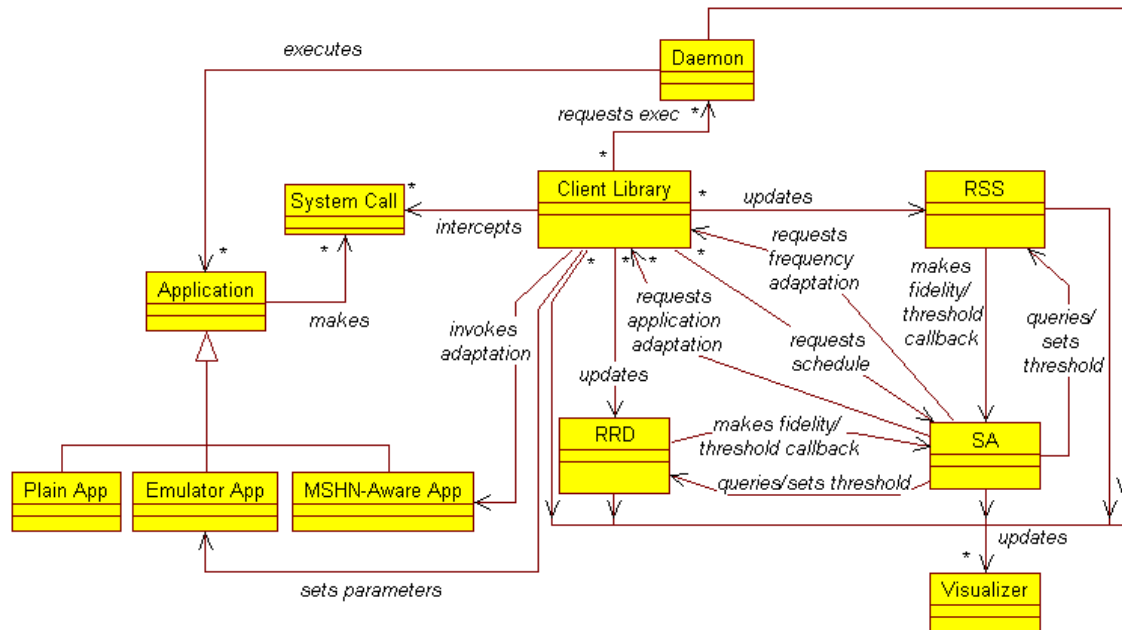 Daemon
executes
requests exec *
*
Client Library
RSS
System Call
*
*
updates
intercepts
requests
frequency
adaptation
*
*
*
Application
makes
* * *
*
requests
application
adaptation
invokes
adaptation
requests
schedule
makes
fidelity/
threshold
callback
queries/
sets
threshold
updates
RRD
makes fidelity/
threshold callback
SA
queries/sets threshold
Plain App
Emulator App
MSHN-Aware App
updates
*
sets parameters
Visualizer